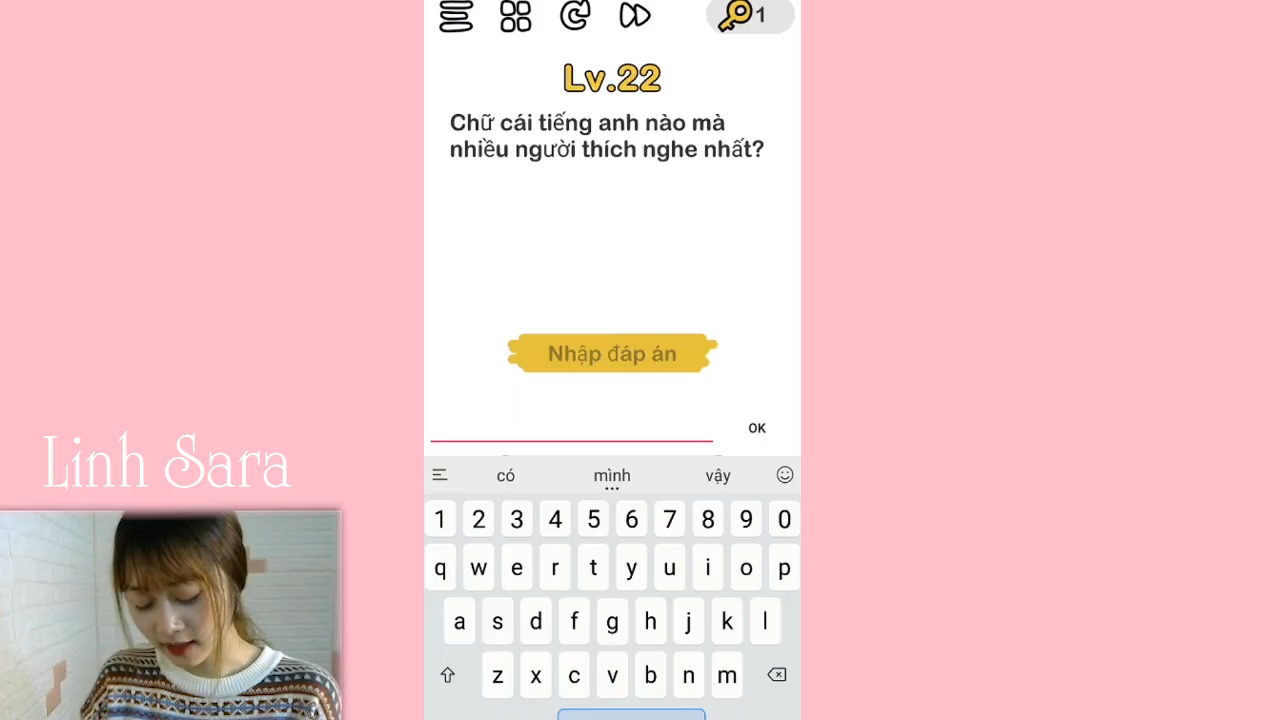 1
Lv.22
Chữ cái tiếng anh nào mà
nhiều người thích nghe nhất?
Nhập đáp án
OK
Linh Sara
có mình vậy
1 2 3 4 5 6 7 8 9 0
q w e r t y u i o p
a s d f g h j k l
z x c v b n m